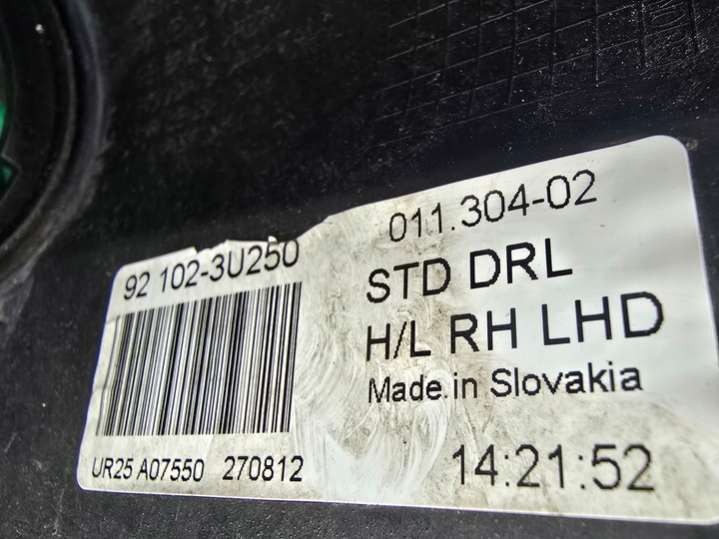 92 102-3U250
UR25 A07550 270812
011.304-02
STD DRL
H/L RH LHD
Made in Slovakia
14:21:52